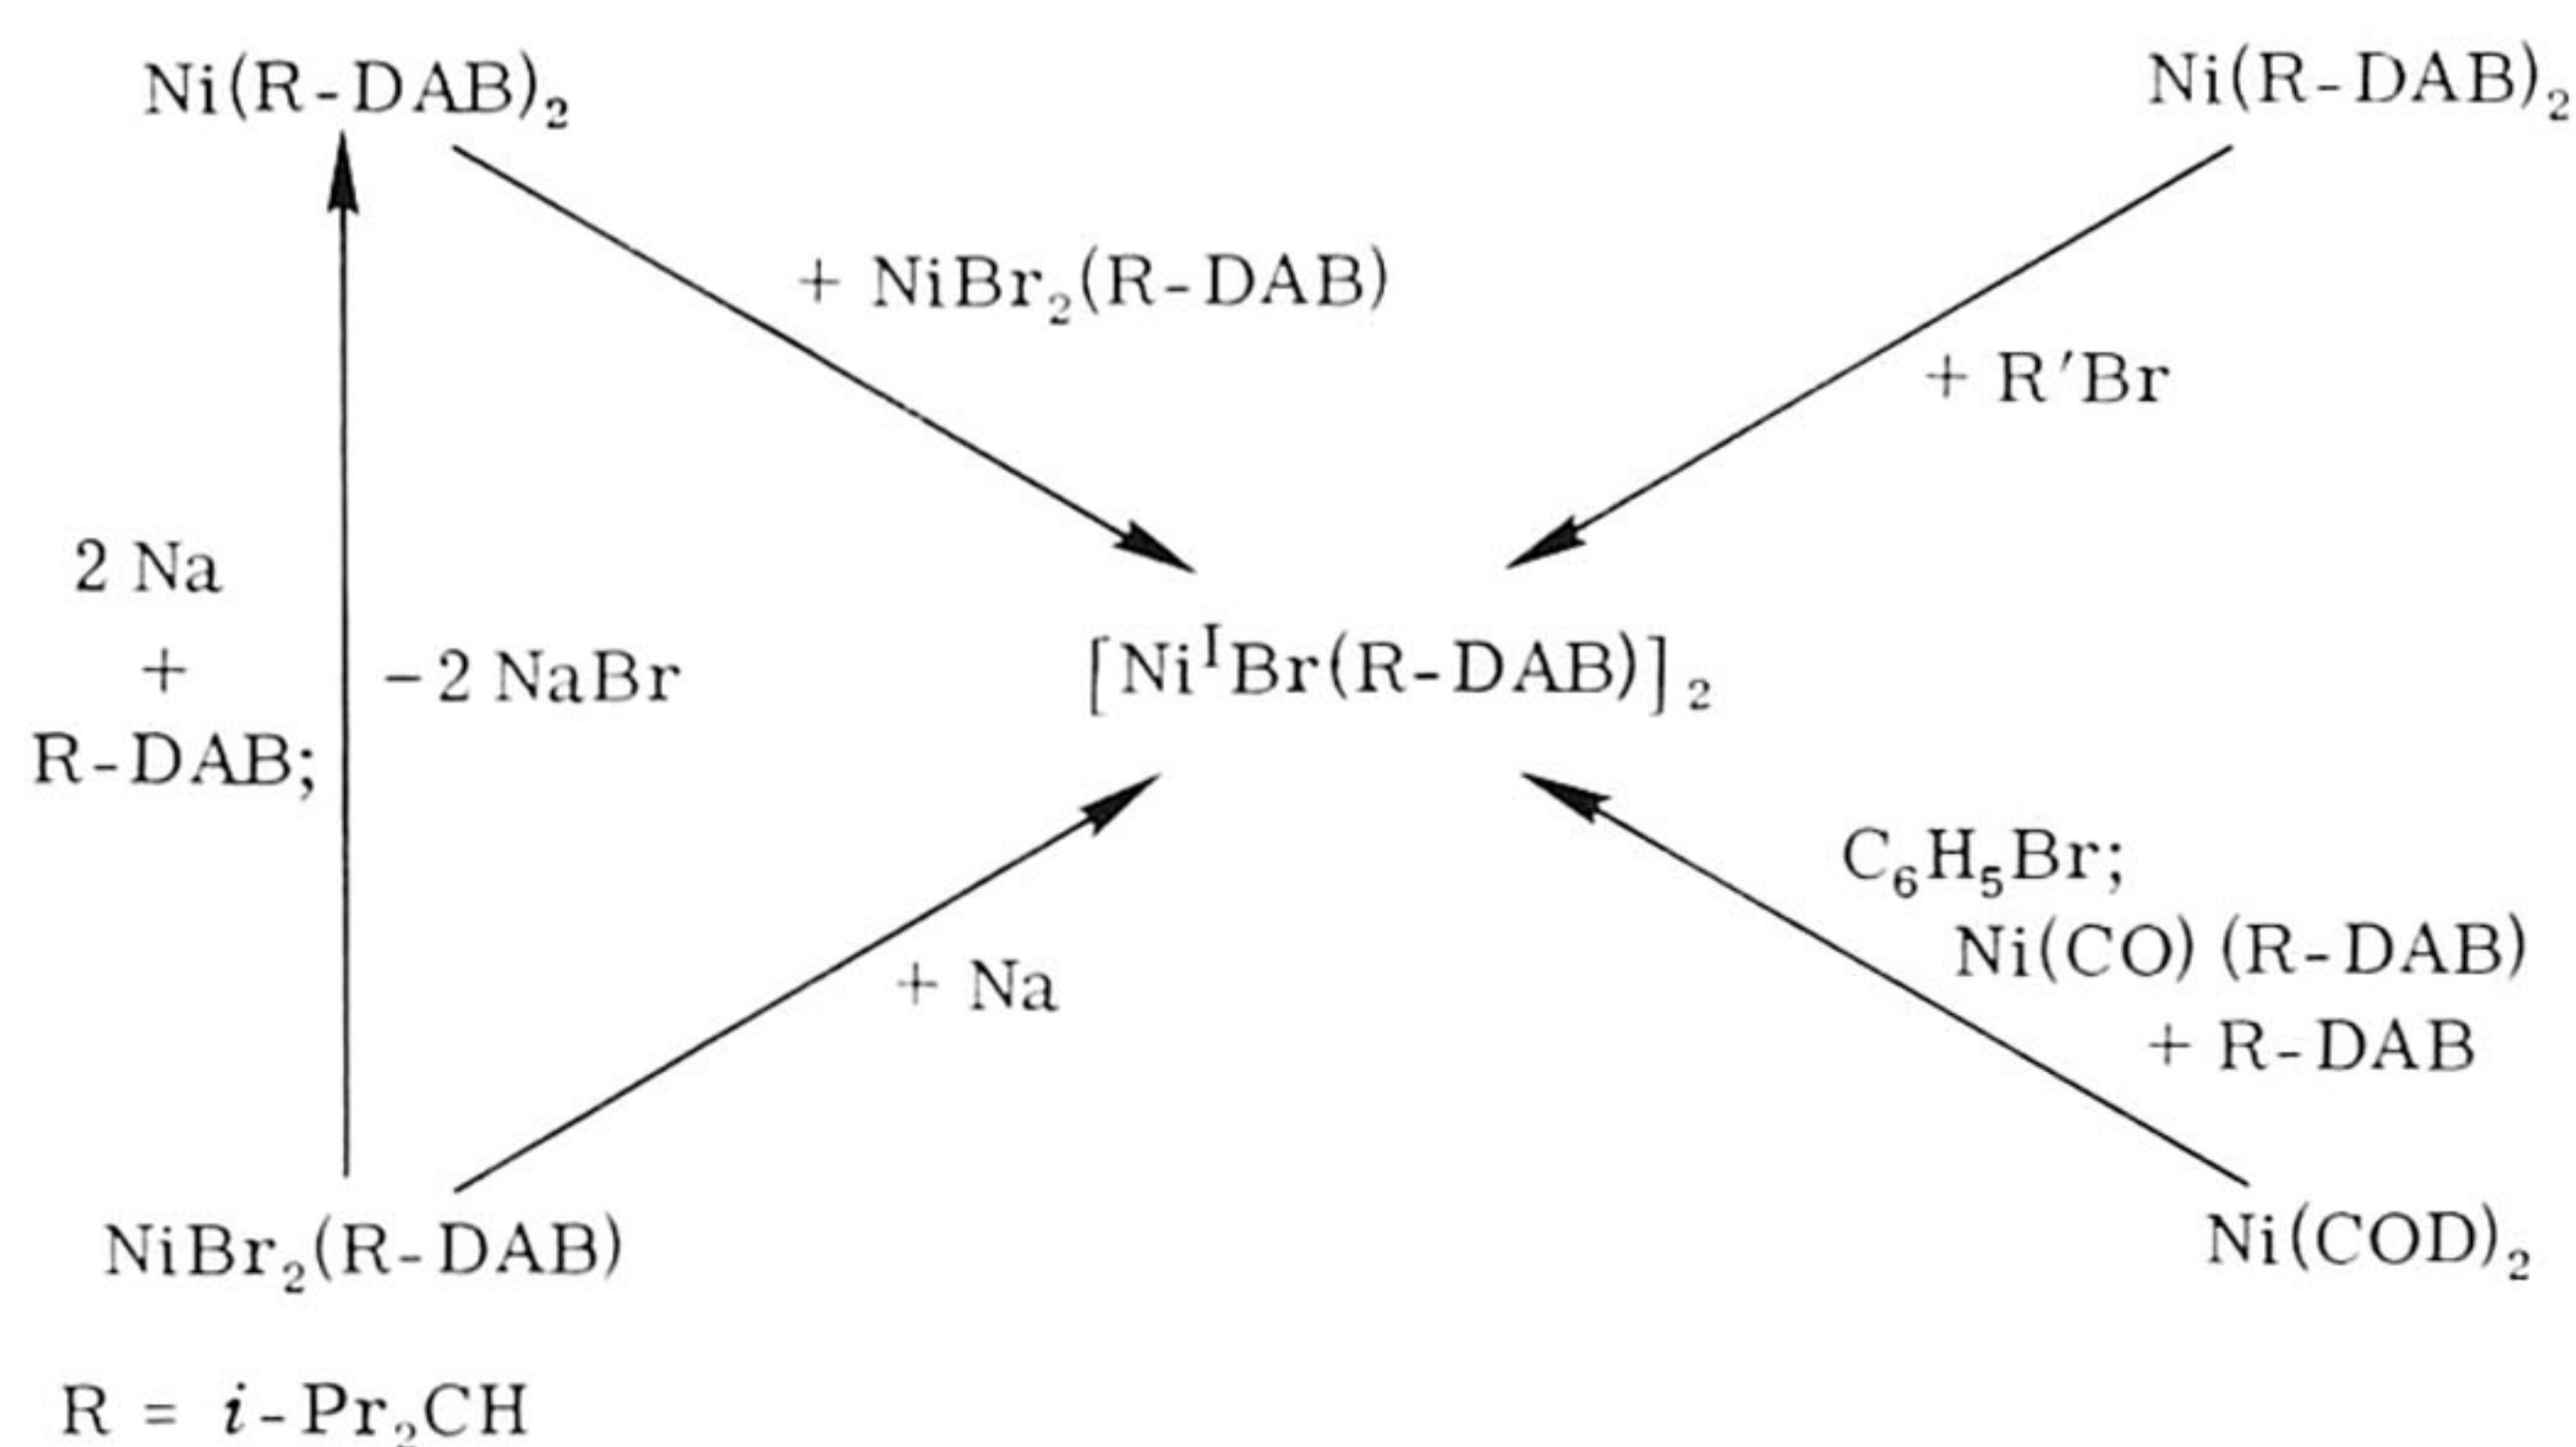 Ni(R-DAB)₂
Ni(R-DAB)₂
+ NiBr₂(R-DAB)
+ R′Br
2 Na
+
R-DAB;
-2 NaBr
[NiᴵBr(R-DAB)]₂
C₆H₅Br;
Ni(CO)(R-DAB)
+ R-DAB
+ Na
NiBr₂(R-DAB)
Ni(COD)₂
R = i-Pr₂CH